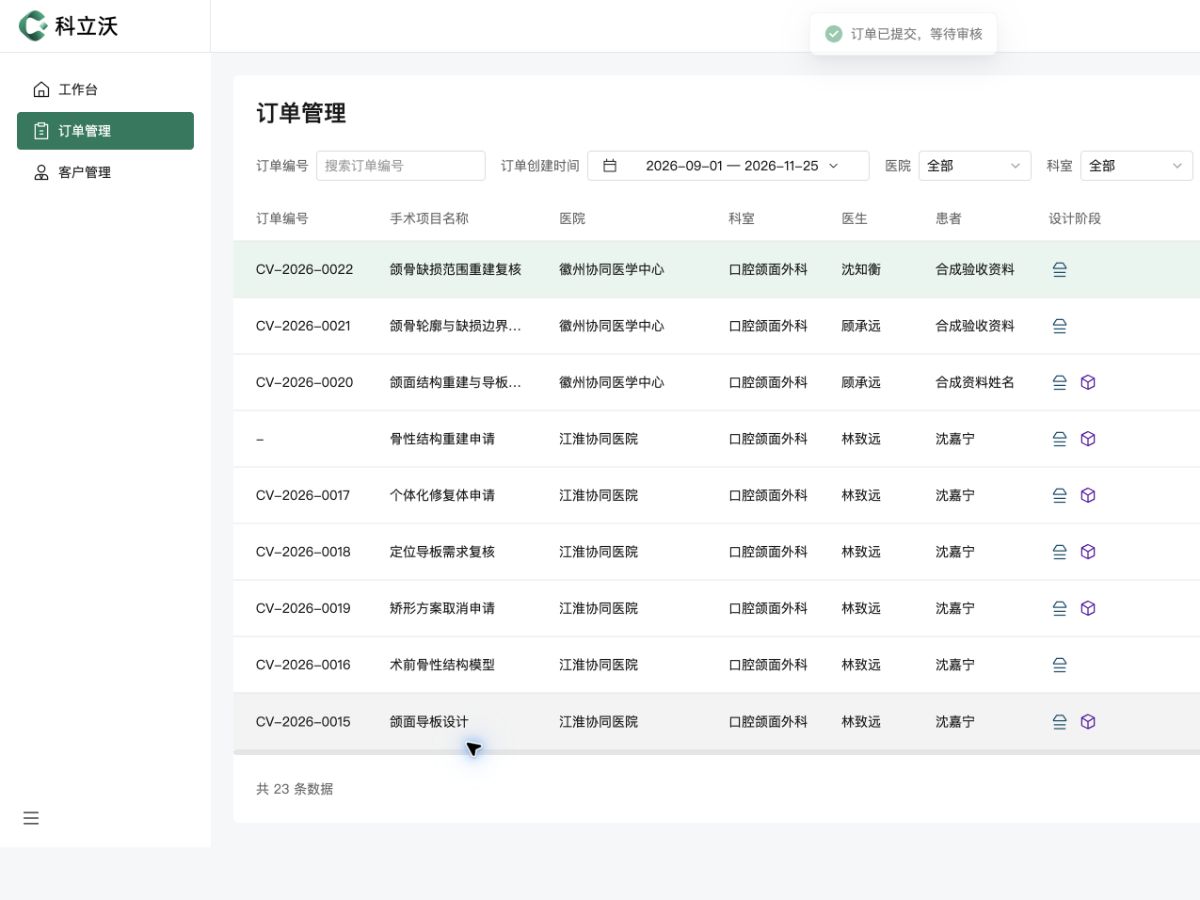 科立沃
订单已提交，等待审核
工作台
订单管理
客户管理
订单管理
订单编号 搜索订单编号 订单创建时间 2026-09-01 — 2026-11-25 医院 全部 科室 全部
订单编号 手术项目名称 医院 科室 医生 患者 设计阶段
CV-2026-0022 颌骨缺损范围重建复核 徽州协同医学中心 口腔颌面外科 沈知衡 合成验收资料
CV-2026-0021 颌骨轮廓与缺损边界... 徽州协同医学中心 口腔颌面外科 顾承远 合成验收资料
CV-2026-0020 颌面结构重建与导板... 徽州协同医学中心 口腔颌面外科 顾承远 合成资料姓名
- 骨性结构重建申请 江淮协同医院 口腔颌面外科 林致远 沈嘉宁
CV-2026-0017 个体化修复体申请 江淮协同医院 口腔颌面外科 林致远 沈嘉宁
CV-2026-0018 定位导板需求复核 江淮协同医院 口腔颌面外科 林致远 沈嘉宁
CV-2026-0019 矫形方案取消申请 江淮协同医院 口腔颌面外科 林致远 沈嘉宁
CV-2026-0016 术前骨性结构模型 江淮协同医院 口腔颌面外科 林致远 沈嘉宁
CV-2026-0015 颌面导板设计 江淮协同医院 口腔颌面外科 林致远 沈嘉宁
共 23 条数据